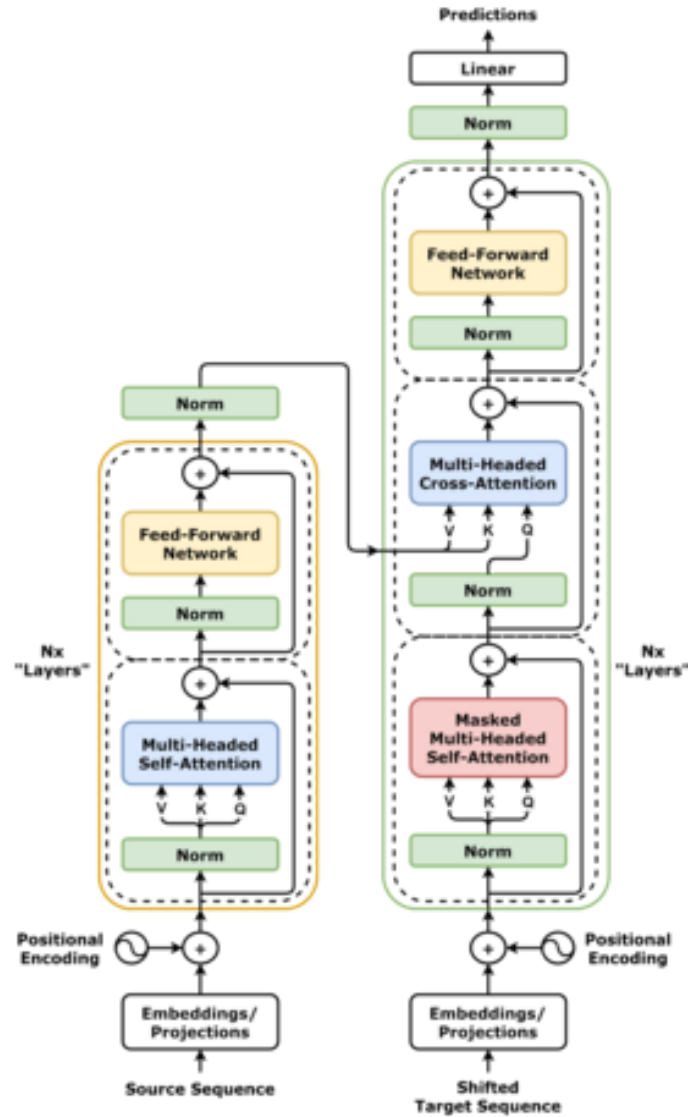 Predictions
Linear
Norm
Feed-Forward
Network
Norm
Multi-Headed
Cross-Attention
V K Q
Norm
Masked
Multi-Headed
Self-Attention
V K Q
Norm
Nx
"Layers"
Positional
Encoding
Embeddings/
Projections
Shifted
Target Sequence
Norm
Feed-Forward
Network
Norm
Nx
"Layers"
Multi-Headed
Self-Attention
V K Q
Norm
Positional
Encoding
Embeddings/
Projections
Source Sequence